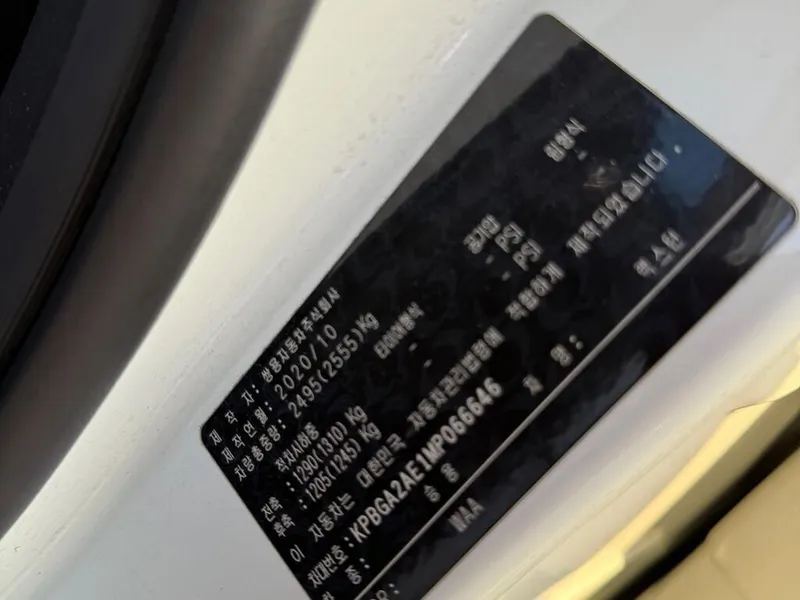 제 작 자: 쌍용자동차주식회사
제작연월: 2020/10
차량총중량: 2495(2555)Kg
적차시하중 타이어형식 공기압 림형식
전축 : 1290(1310) Kg - - PSI -
후축 : 1205(1245) Kg - - PSI
이 자동차는 대한민국 자동차관리법령에 적합하게 제작되었습니다.
차대번호: KPBGA2AE1MP066646
차 종: 승 용 차 명: 렉스턴
WAA